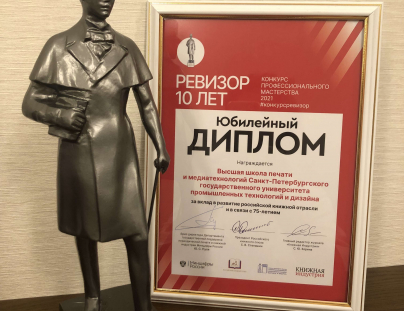 РЕВИЗОР
10 ЛЕТ
КОНКУРС
ПРОФЕССИОНАЛЬНОГО
МАСТЕРСТВА
2021
#конкурсревизор
Юбилейный
ДИПЛОМ
Награждается
Высшая школа печати
и медиатехнологий Санкт-Петербургского
государственного университета
промышленных технологий и дизайна
за вклад в развитие российской книжной отрасли
и в связи с 75-летием
КНИЖНАЯ
индустрия